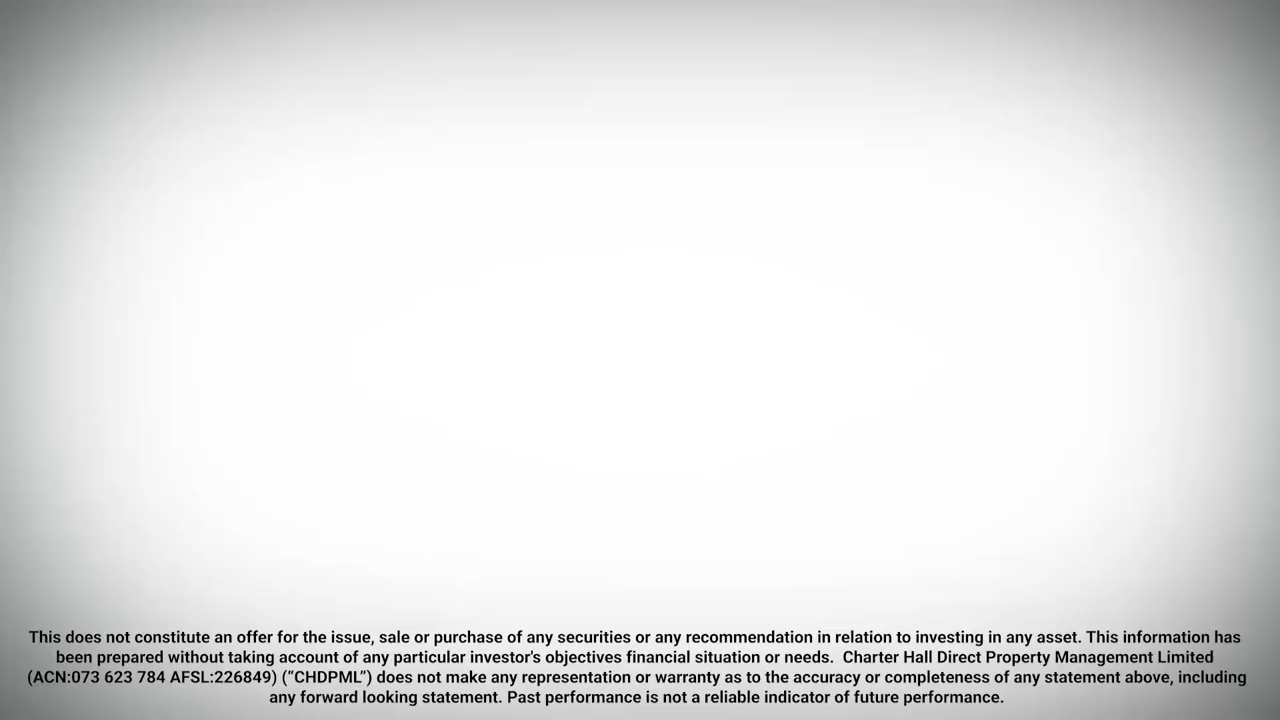 This does not constitute an offer for the issue, sale or purchase of any securities or any recommendation in relation to investing in any asset. This information has
been prepared without taking account of any particular investor's objectives financial situation or needs.  Charter Hall Direct Property Management Limited
(ACN:073 623 784 AFSL:226849) (“CHDPML”) does not make any representation or warranty as to the accuracy or completeness of any statement above, including
any forward looking statement. Past performance is not a reliable indicator of future performance.